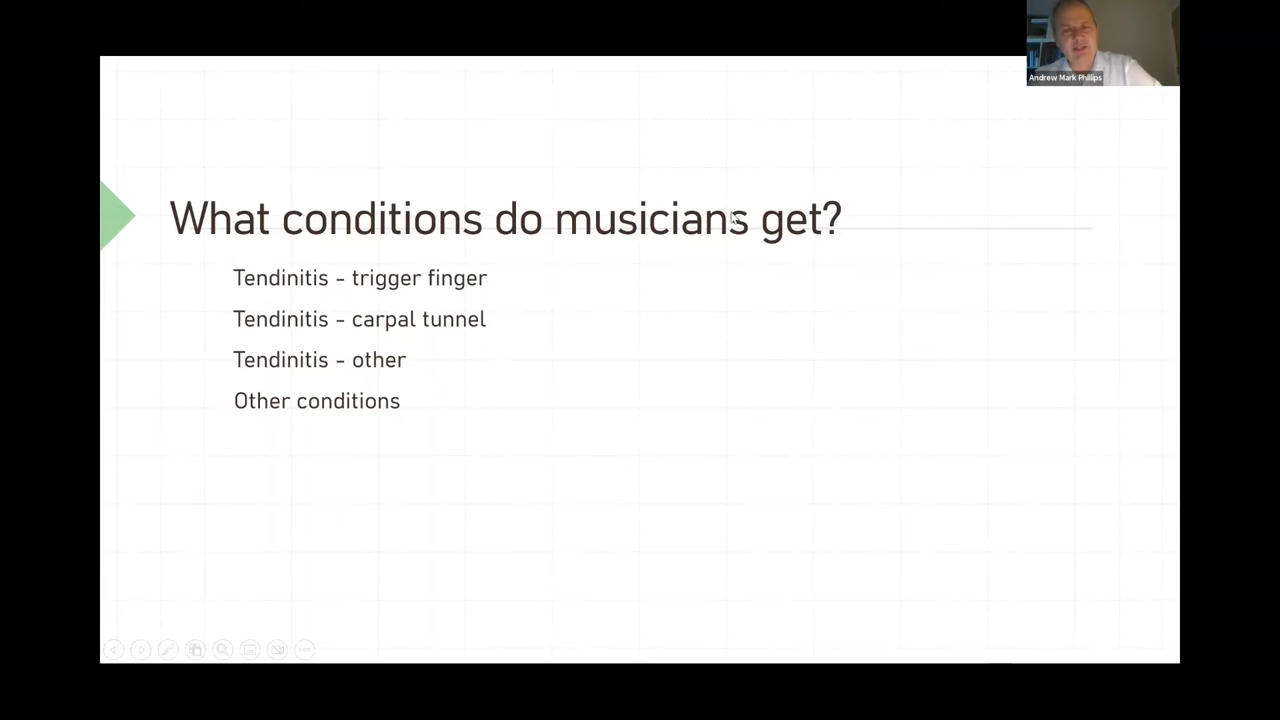 Andrew Mark Phillips
What conditions do musicians get?
Tendinitis - trigger finger
Tendinitis - carpal tunnel
Tendinitis - other
Other conditions